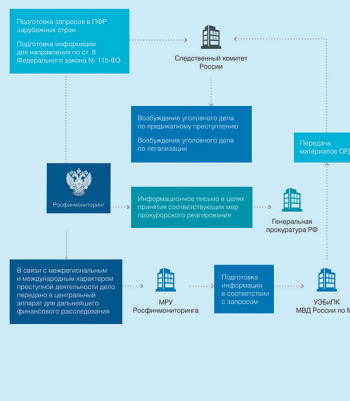 Подготовка запросов в ПФР
зарубежных стран
Подготовка информации
для направления по ст. 8
Федерального закона № 115-ФЗ
Следственный комитет
России
Возбуждение уголовного дела
по предикатному преступлению
Возбуждение уголовного дела
по легализации
Передача
материалов ОРД
Росфинмониторинг
Информационное письмо в целях
принятия соответствующих мер
прокурорского реагирования
Генеральная
прокуратура РФ
В связи с межрегиональным
и международным характером
преступной деятельности дело
передано в центральный
аппарат для дальнейшего
финансового расследования
МРУ
Росфинмониторинга
Подготовка
информации
в соответствии
с запросом
УЭБиПК
МВД России по